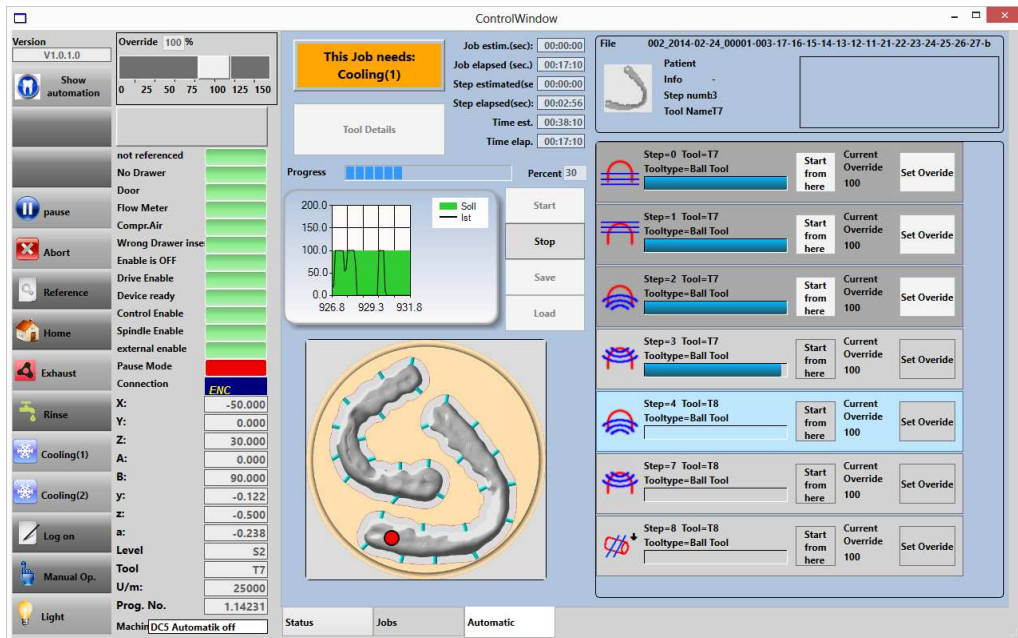 ControlWindow
Version
V1.0.1.0
Show
automation
pause
Abort
Reference
Home
Exhaust
Rinse
Cooling(1)
Cooling(2)
Log on
Manual Op.
Light
Override 100 %
0 25 50 75 100 125 150
not referenced
No Drawer
Door
Flow Meter
Compr.Air
Wrong Drawer inse
Enable is OFF
Drive Enable
Device ready
Control Enable
Spindle Enable
external enable
Pause Mode
Connection ENC
X: -50.000
Y: 0.000
Z: 30.000
A: 0.000
B: 90.000
y: -0.122
z: -0.500
a: -0.238
Level S2
Tool T7
U/m: 25000
Prog. No. 1.14231
Machin DC5 Automatik off
This Job needs:
Cooling(1)
Tool Details
Job estim.(sec): 00:00:00
Job elapsed (sec.) 00:17:10
Step estimated(se 00:00:00
Step elapsed(sec): 00:02:56
Time est. 00:38:10
Time elap. 00:17:10
Progress
Percent 30
200.0
150.0
100.0
50.0
0.0
926.8 929.3 931.8
Soll
Ist
Start
Stop
Save
Load
Status
Jobs
Automatic
File 002_2014-02-24_00001-003-17-16-15-14-13-12-11-21-22-23-24-25-26-27-b
Patient
Info -
Step numb3
Tool NameT7
Step=0 Tool=T7
Tooltype=Ball Tool
Start
from
here
Current
Override
100
Set Overide
Step=1 Tool=T7
Tooltype=Ball Tool
Start
from
here
Current
Override
100
Set Overide
Step=2 Tool=T7
Tooltype=Ball Tool
Start
from
here
Current
Override
100
Set Overide
Step=3 Tool=T7
Tooltype=Ball Tool
Start
from
here
Current
Override
100
Set Overide
Step=4 Tool=T8
Tooltype=Ball Tool
Start
from
here
Current
Override
100
Set Overide
Step=7 Tool=T8
Tooltype=Ball Tool
Start
from
here
Current
Override
100
Set Overide
Step=8 Tool=T8
Tooltype=Ball Tool
Start
from
here
Current
Override
100
Set Overide